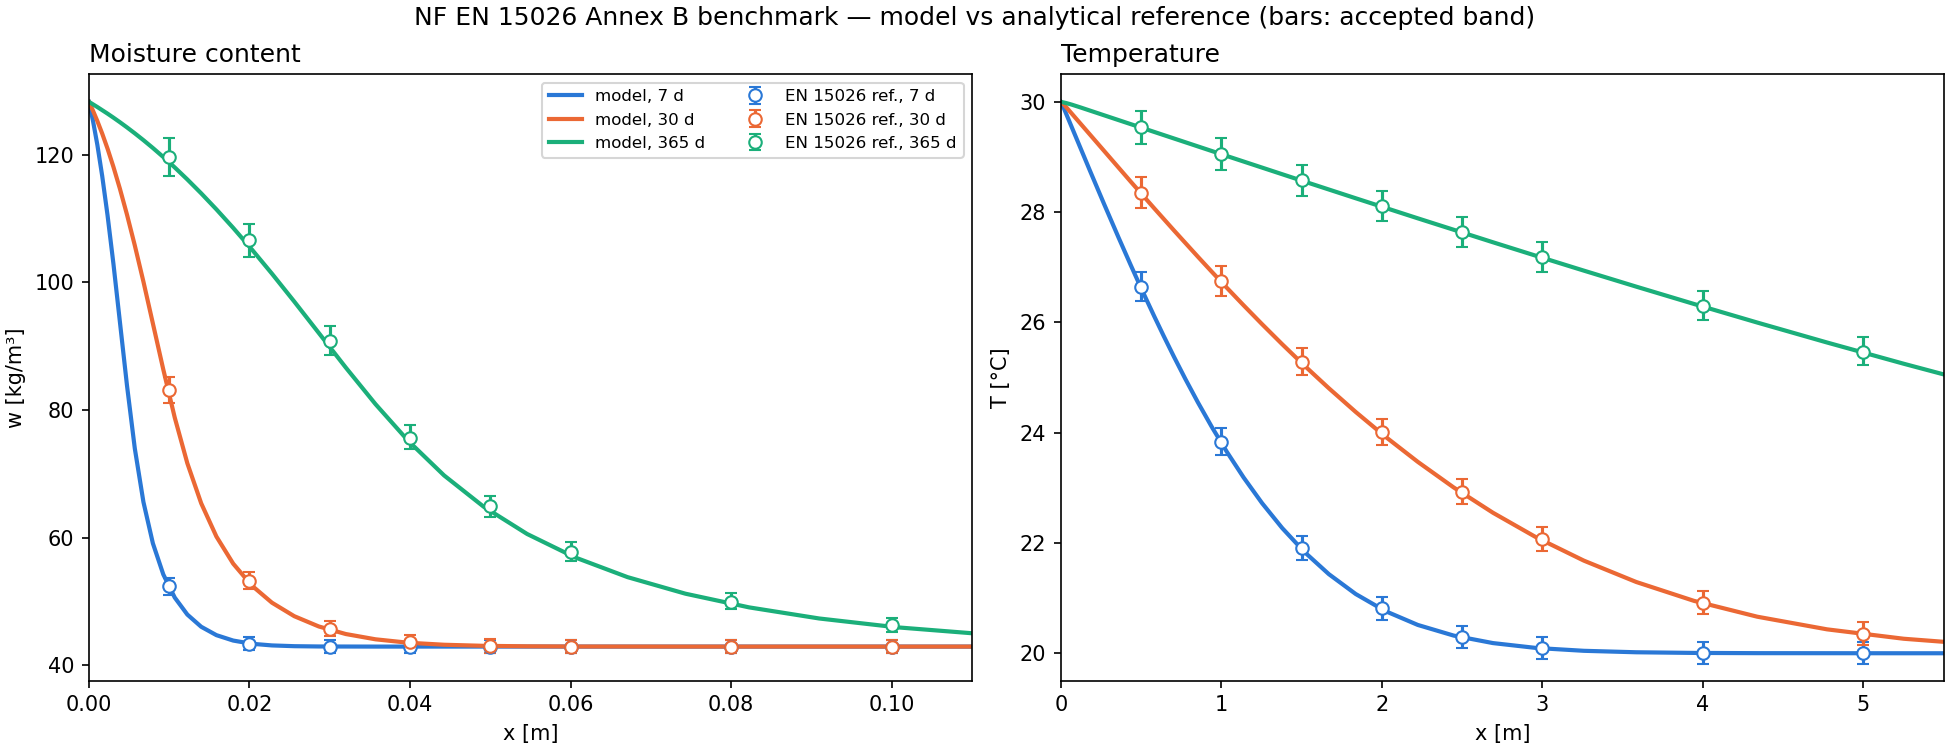 NF EN 15026 Annex B benchmark — model vs analytical reference (bars: accepted band)
Moisture content
model, 7 d
model, 30 d
model, 365 d
EN 15026 ref., 7 d
EN 15026 ref., 30 d
EN 15026 ref., 365 d
120
100
80
60
40
w [kg/m³]
0.00
0.02
0.04
0.06
0.08
0.10
x [m]
Temperature
30
28
26
24
22
20
T [°C]
0
1
2
3
4
5
x [m]